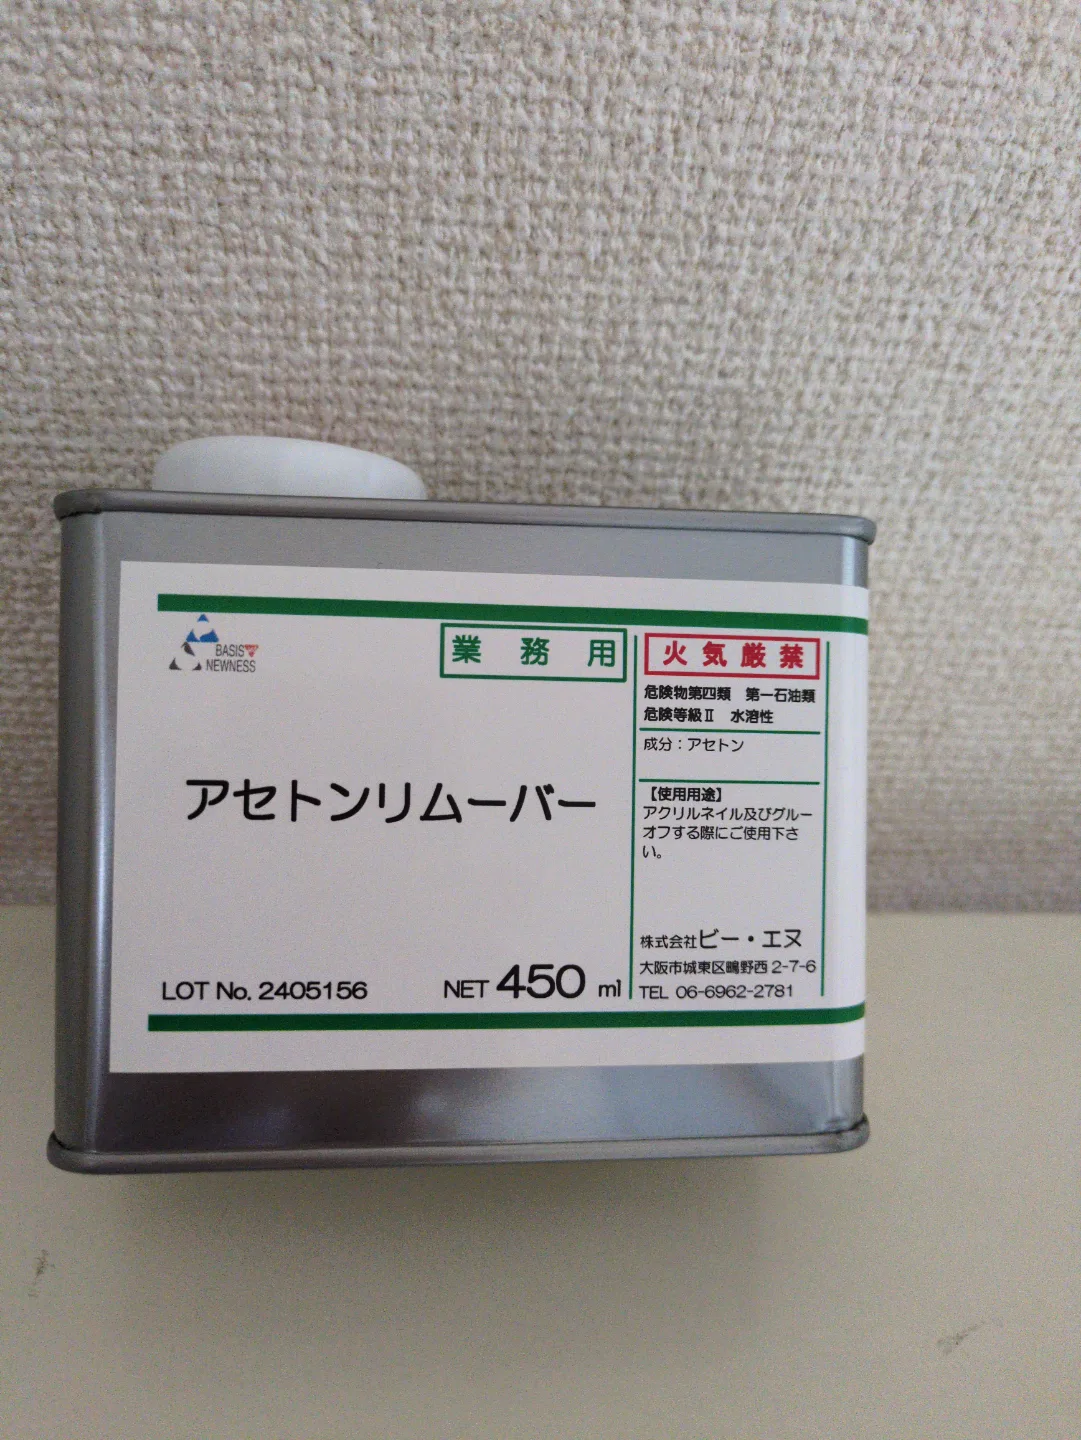 BASIS
NEWNESS
業務用
アセトンリムーバー
LOT No. 2405156
NET 450 ml
火気厳禁
危険物第四類 第一石油類
危険等級Ⅱ 水溶性
成分：アセトン
【使用用途】
アクリルネイル及びグルー
オフする際にご使用下さ
い。
株式会社ビー・エヌ
大阪市城東区鴫野西2-7-6
TEL 06-6962-2781